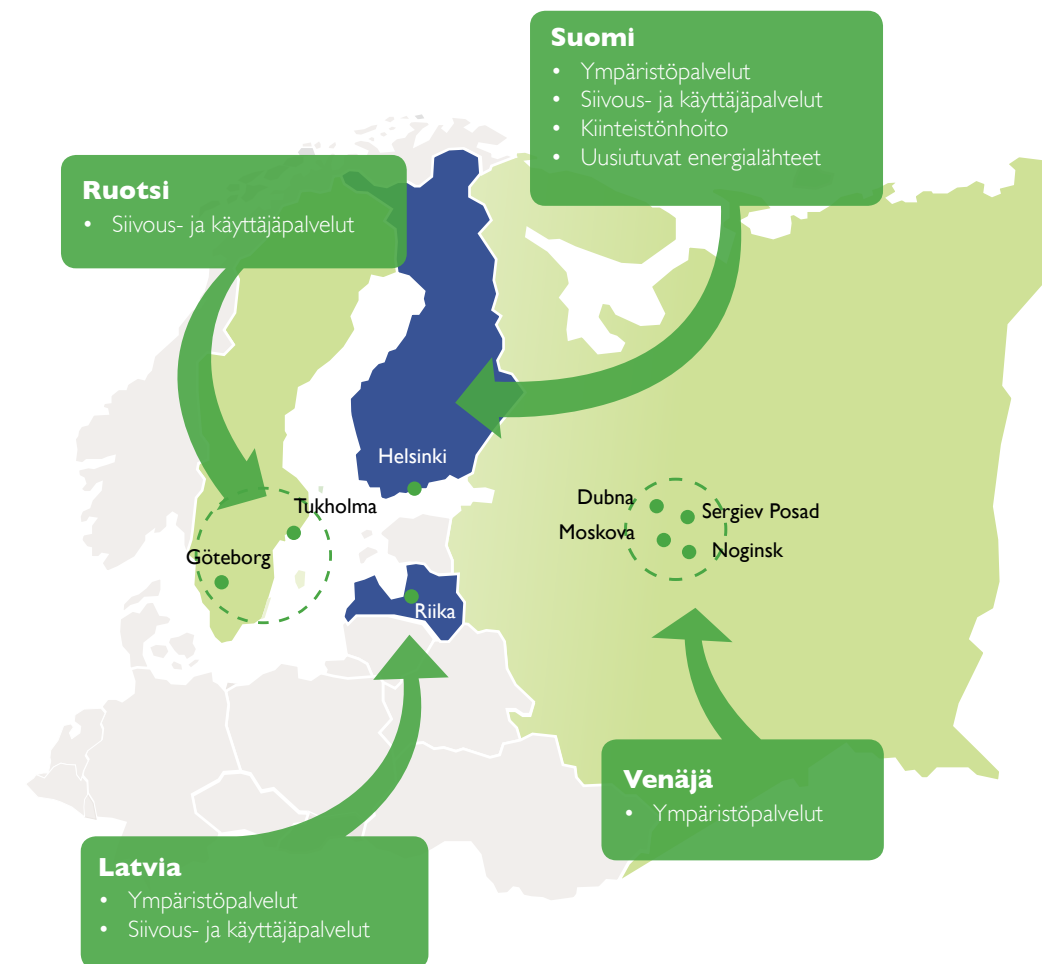 Suomi
• Ympäristöpalvelut
• Siivous- ja käyttäjäpalvelut
• Kiinteistönhoito
• Uusiutuvat energialähteet
Ruotsi
• Siivous- ja käyttäjäpalvelut
Helsinki
Tukholma
Göteborg
Riika
Dubna
Sergiev Posad
Moskova
Noginsk
Venäjä
• Ympäristöpalvelut
Latvia
• Ympäristöpalvelut
• Siivous- ja käyttäjäpalvelut